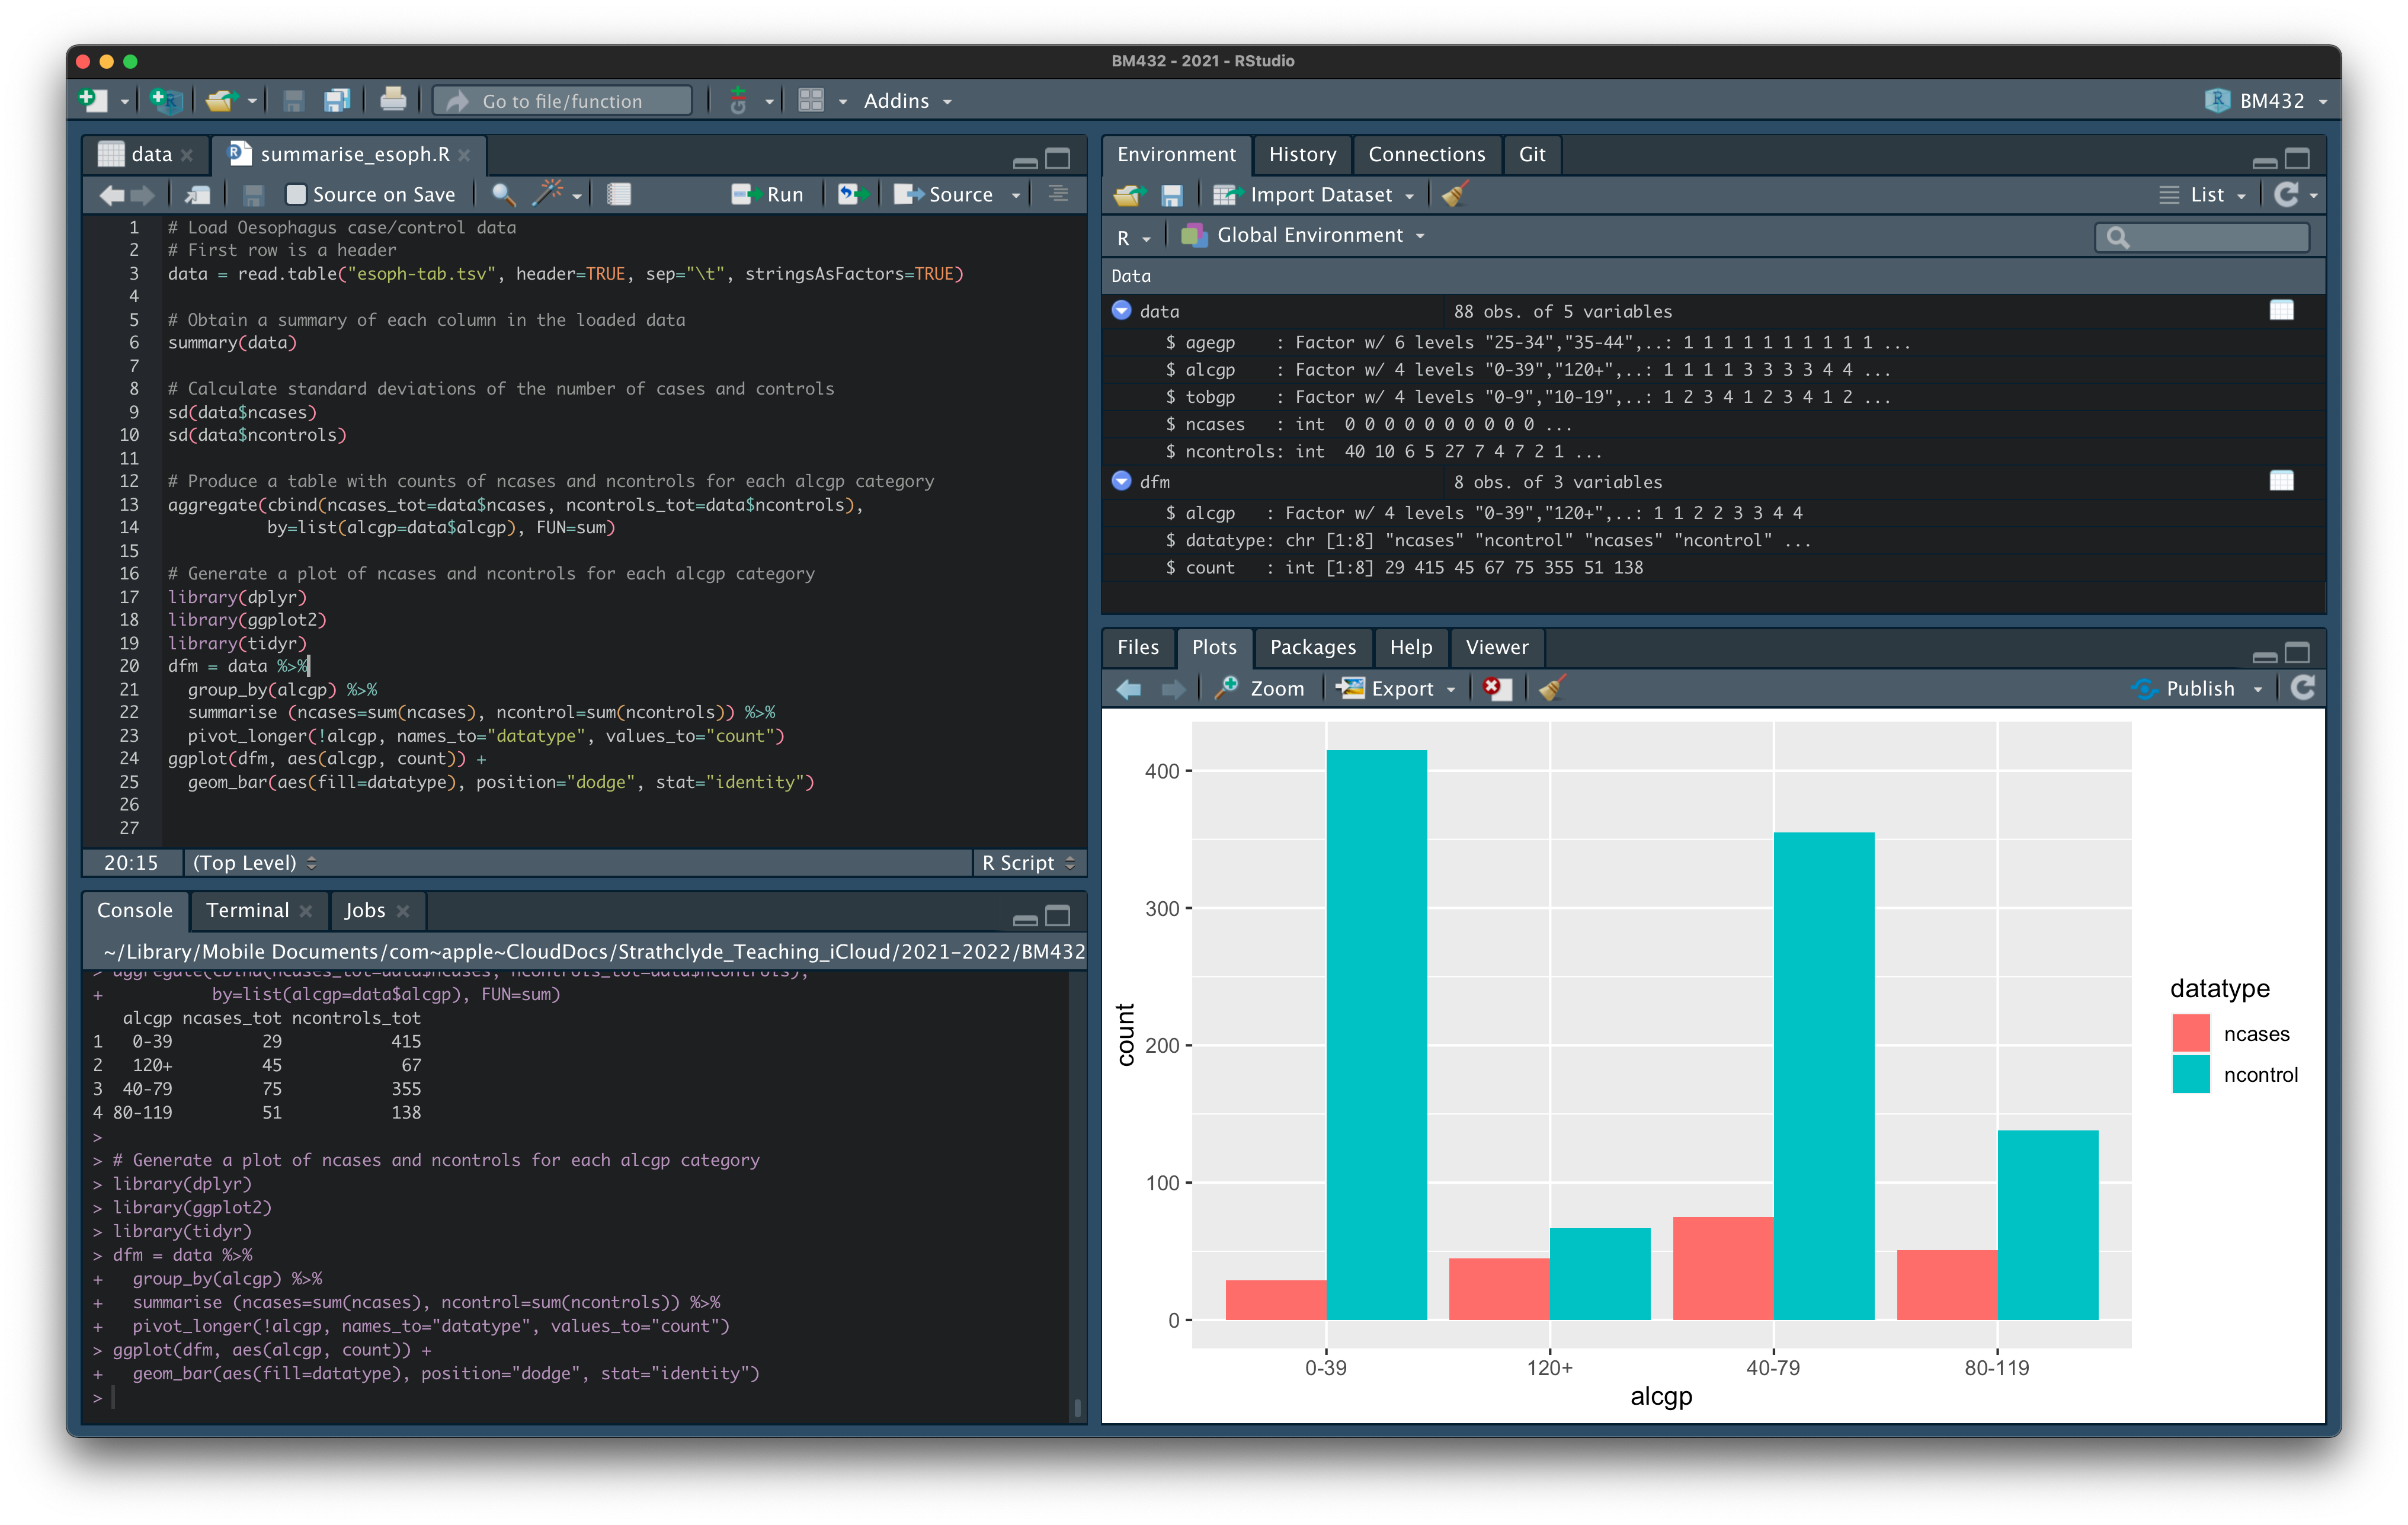 BM432 - 2021 - RStudio
Go to file/function
Addins
BM432
data
summarise_esoph.R
Source on Save
Run
Source
1 # Load Oesophagus case/control data
2 # First row is a header
3 data = read.table("esoph-tab.tsv", header=TRUE, sep="\t", stringsAsFactors=TRUE)
4
5 # Obtain a summary of each column in the loaded data
6 summary(data)
7
8 # Calculate standard deviations of the number of cases and controls
9 sd(data$ncases)
10 sd(data$ncontrols)
11
12 # Produce a table with counts of ncases and ncontrols for each alcgp category
13 aggregate(cbind(ncases_tot=data$ncases, ncontrols_tot=data$ncontrols),
14           by=list(alcgp=data$alcgp), FUN=sum)
15
16 # Generate a plot of ncases and ncontrols for each alcgp category
17 library(dplyr)
18 library(ggplot2)
19 library(tidyr)
20 dfm = data %>%
21   group_by(alcgp) %>%
22   summarise (ncases=sum(ncases), ncontrol=sum(ncontrols)) %>%
23   pivot_longer(!alcgp, names_to="datatype", values_to="count")
24 ggplot(dfm, aes(alcgp, count)) +
25   geom_bar(aes(fill=datatype), position="dodge", stat="identity")
26
27
20:15 (Top Level) R Script
Console Terminal Jobs
~/Library/Mobile Documents/com~apple~CloudDocs/Strathclyde_Teaching_iCloud/2021-2022/BM432
> aggregate(cbind(ncases_tot=data$ncases, ncontrols_tot=data$ncontrols),
+           by=list(alcgp=data$alcgp), FUN=sum)
   alcgp ncases_tot ncontrols_tot
1   0-39         29           415
2   120+         45            67
3  40-79         75           355
4 80-119         51           138
>
> # Generate a plot of ncases and ncontrols for each alcgp category
> library(dplyr)
> library(ggplot2)
> library(tidyr)
> dfm = data %>%
+   group_by(alcgp) %>%
+   summarise (ncases=sum(ncases), ncontrol=sum(ncontrols)) %>%
+   pivot_longer(!alcgp, names_to="datatype", values_to="count")
> ggplot(dfm, aes(alcgp, count)) +
+   geom_bar(aes(fill=datatype), position="dodge", stat="identity")
>
Environment History Connections Git
Import Dataset
List
R Global Environment
Data
data 88 obs. of 5 variables
$ agegp    : Factor w/ 6 levels "25-34","35-44",..: 1 1 1 1 1 1 1 1 1 1 ...
$ alcgp    : Factor w/ 4 levels "0-39","120+",..: 1 1 1 1 3 3 3 3 4 4 ...
$ tobgp    : Factor w/ 4 levels "0-9","10-19",..: 1 2 3 4 1 2 3 4 1 2 ...
$ ncases   : int  0 0 0 0 0 0 0 0 0 0 ...
$ ncontrols: int  40 10 6 5 27 7 4 7 2 1 ...
dfm 8 obs. of 3 variables
$ alcgp   : Factor w/ 4 levels "0-39","120+",..: 1 1 2 2 3 3 4 4
$ datatype: chr [1:8] "ncases" "ncontrol" "ncases" "ncontrol" ...
$ count   : int [1:8] 29 415 45 67 75 355 51 138
Files Plots Packages Help Viewer
Zoom Export Publish
400
300
200
100
0
count
0-39 120+ 40-79 80-119
alcgp
datatype
ncases
ncontrol